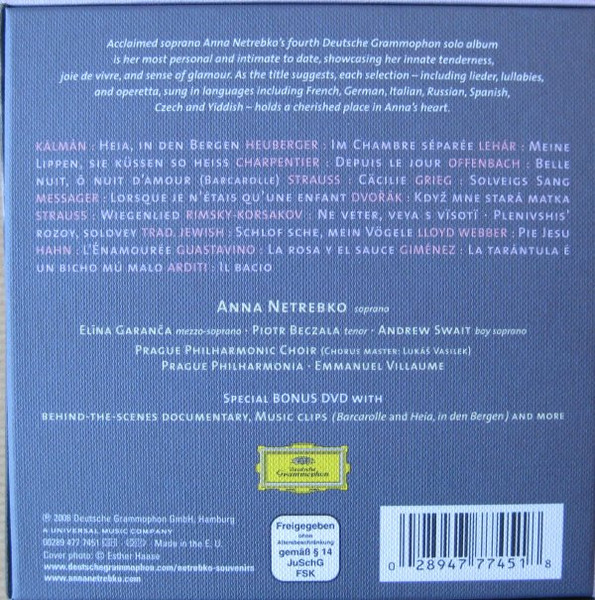 Acclaimed soprano Anna Netrebko's fourth Deutsche Grammophon solo album
is her most personal and intimate to date, showcasing her innate tenderness,
joie de vivre, and sense of glamour. As the title suggests, each selection – including lieder, lullabies,
and operetta, sung in languages including French, German, Italian, Russian, Spanish,
Czech and Yiddish – holds a cherished place in Anna's heart.
KÁLMÁN : Heia, in den Bergen HEUBERGER : Im Chambre séparée LEHÁR : Meine
Lippen, sie küssen so heiss CHARPENTIER : Depuis le jour OFFENBACH : Belle
nuit, ô nuit d'amour (Barcarolle) STRAUSS : Cäcilie GRIEG : Solveigs Sang
MESSAGER : Lorsque je n'étais qu'une enfant DVOŘÁK : Když mne stará matka
STRAUSS : Wiegenlied RIMSKY-KORSAKOV : Ne veter, veya s vïsotï · Plenivshis'
rozoy, solovey TRAD. JEWISH : Schlof sche, mein Vögele LLOYD WEBBER : Pie Jesu
HAHN : L'Énamourée GUASTAVINO : La rosa y el sauce GIMÉNEZ : La tarántula é
un bicho mú malo ARDITI : Il bacio
Anna Netrebko soprano
Elīna Garanča mezzo-soprano · Piotr Beczala tenor · Andrew Swait boy soprano
Prague Philharmonic Choir (Chorus master: Lukáš Vasilek)
Prague Philharmonia · Emmanuel Villaume
Special BONUS DVD with
behind-the-scenes documentary, Music clips (Barcarolle and Heia, in den Bergen) and more
Deutsche
Grammophon
℗ 2008 Deutsche Grammophon GmbH, Hamburg
A UNIVERSAL MUSIC COMPANY
00289 477 7451 Made in the E. U.
Cover photo: © Esther Haase
www.deutschegrammophon.com/netrebko-souvenirs
www.annanetrebko.com
Freigegeben
ohne
Altersbeschränkung
gemäß § 14
JuSchG
FSK
0 28947 77451 8